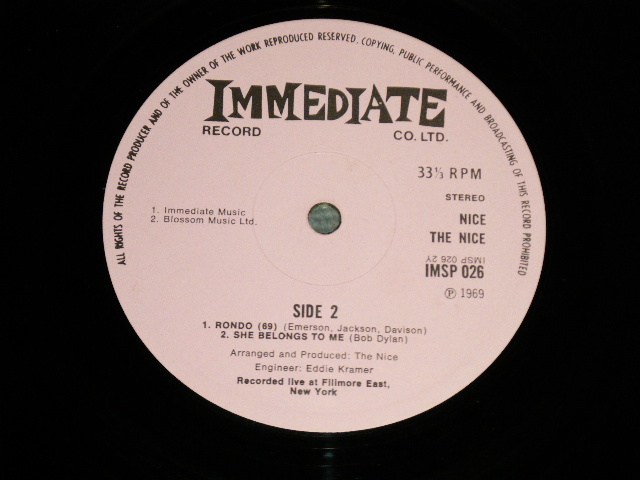 ALL RIGHTS OF THE RECORD PRODUCER AND OF THE OWNER OF THE WORK REPRODUCED RESERVED. COPYING, PUBLIC PERFORMANCE AND BROADCASTING OF THIS RECORD PROHIBITED
IMMEDIATE
RECORD CO. LTD.
33⅓ RPM
STEREO
1. Immediate Music
2. Blossom Music Ltd.
NICE
THE NICE
IMSP 026 2Y
IMSP 026
℗ 1969
SIDE 2
1. RONDO (69) (Emerson, Jackson, Davison)
2. SHE BELONGS TO ME (Bob Dylan)
Arranged and Produced: The Nice
Engineer: Eddie Kramer
Recorded live at Fillmore East,
New York